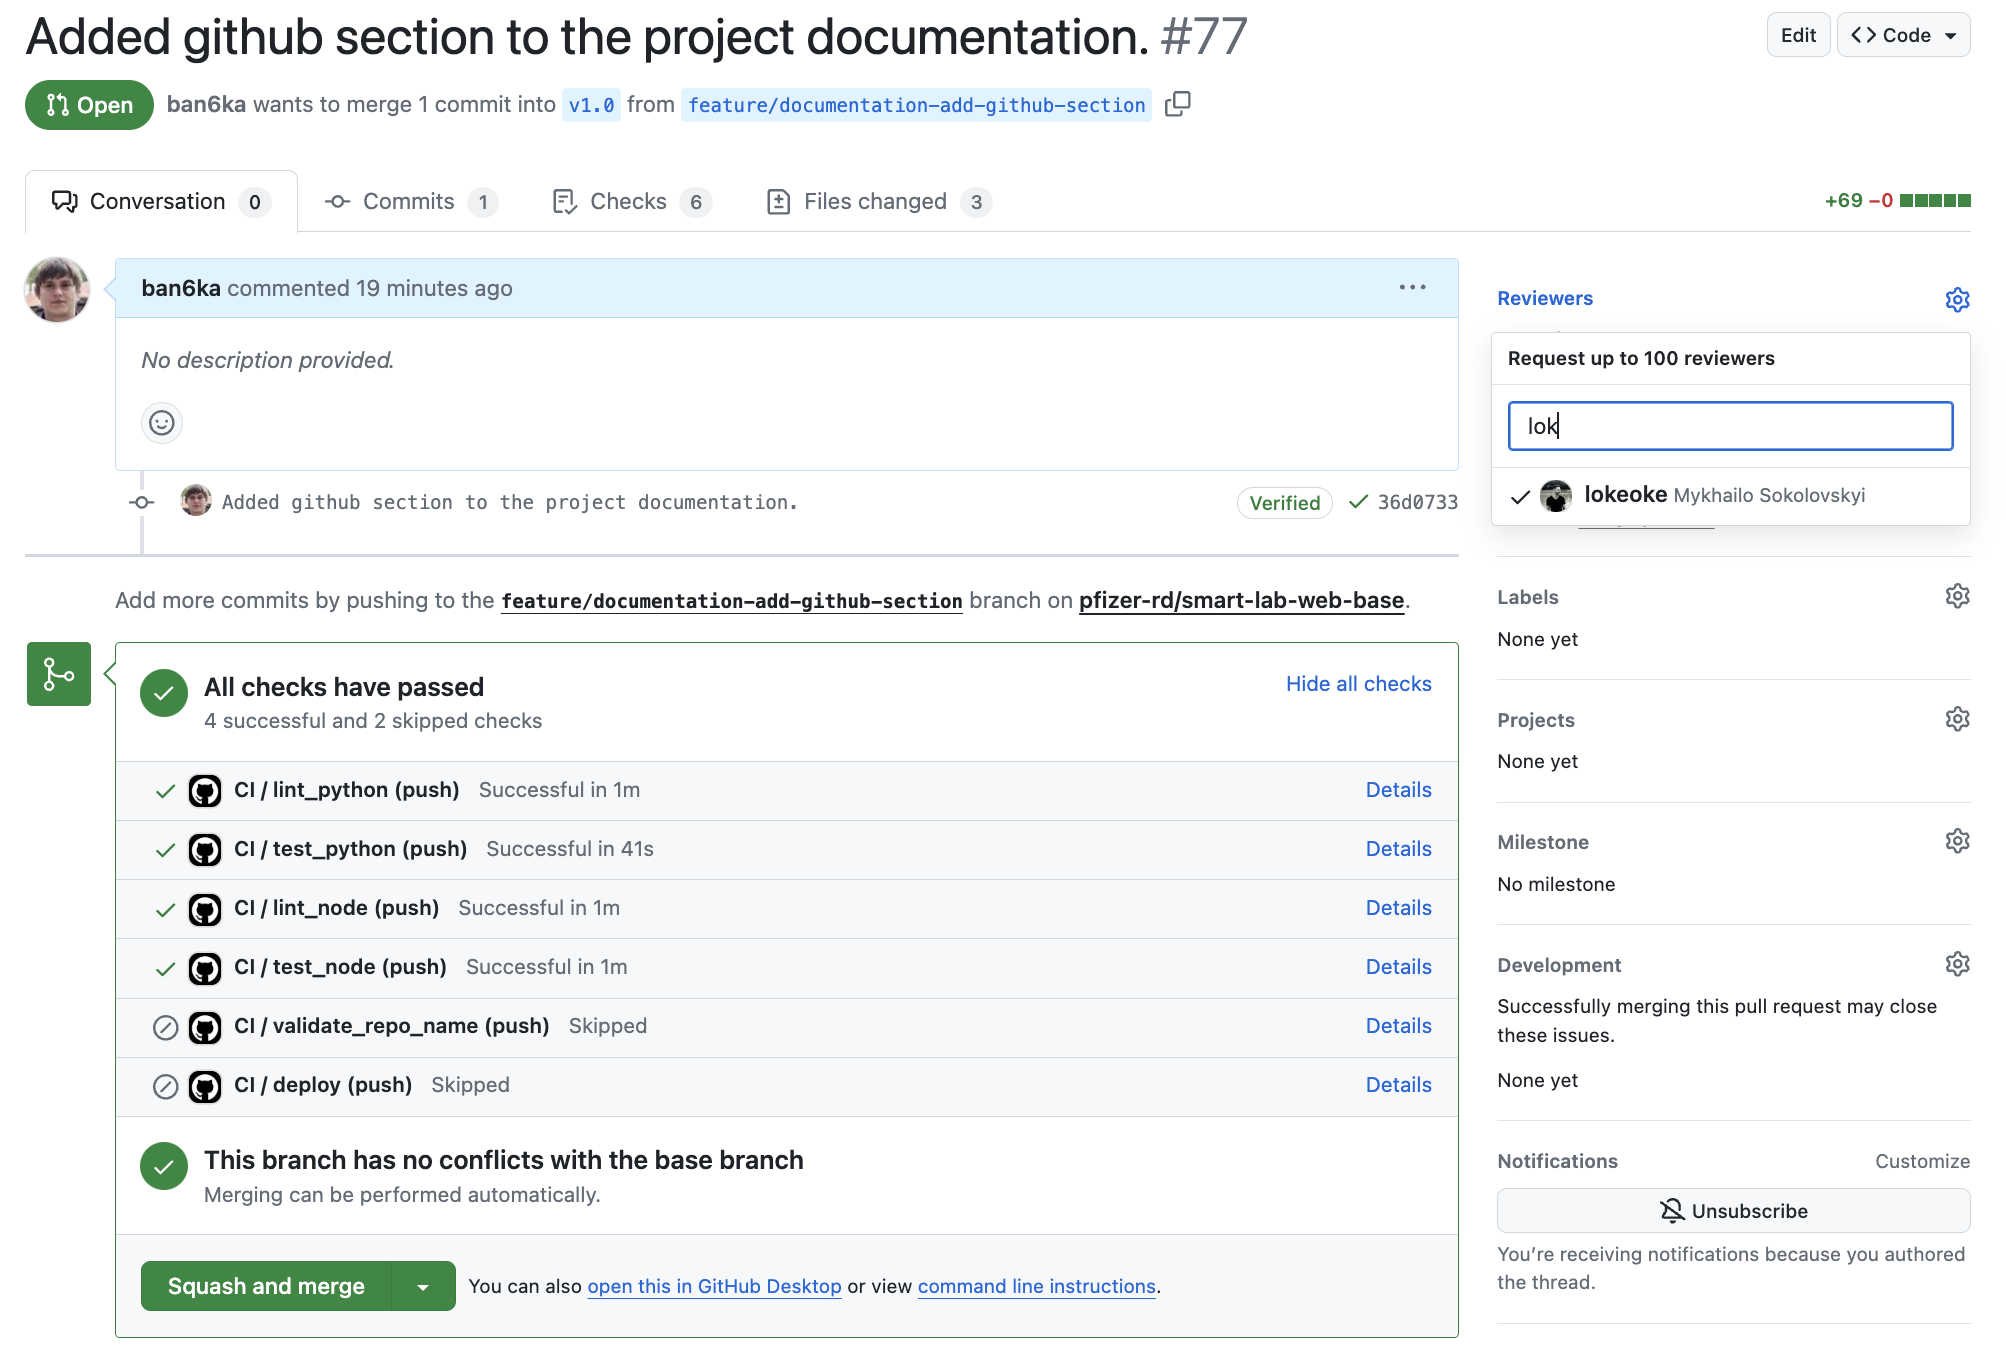 Added github section to the project documentation. #77
Edit
<> Code
Open
ban6ka wants to merge 1 commit into v1.0 from feature/documentation-add-github-section
Conversation 0
Commits 1
Checks 6
Files changed 3
+69 −0
ban6ka commented 19 minutes ago
No description provided.
Added github section to the project documentation.
Verified
36d0733
Add more commits by pushing to the feature/documentation-add-github-section branch on pfizer-rd/smart-lab-web-base.
All checks have passed
4 successful and 2 skipped checks
Hide all checks
CI / lint_python (push) Successful in 1m Details
CI / test_python (push) Successful in 41s Details
CI / lint_node (push) Successful in 1m Details
CI / test_node (push) Successful in 1m Details
CI / validate_repo_name (push) Skipped Details
CI / deploy (push) Skipped Details
This branch has no conflicts with the base branch
Merging can be performed automatically.
Squash and merge
You can also open this in GitHub Desktop or view command line instructions.
Reviewers
Request up to 100 reviewers
lok
lokeoke Mykhailo Sokolovskyi
Labels
None yet
Projects
None yet
Milestone
No milestone
Development
Successfully merging this pull request may close
these issues.
None yet
Notifications
Customize
Unsubscribe
You're receiving notifications because you authored
the thread.